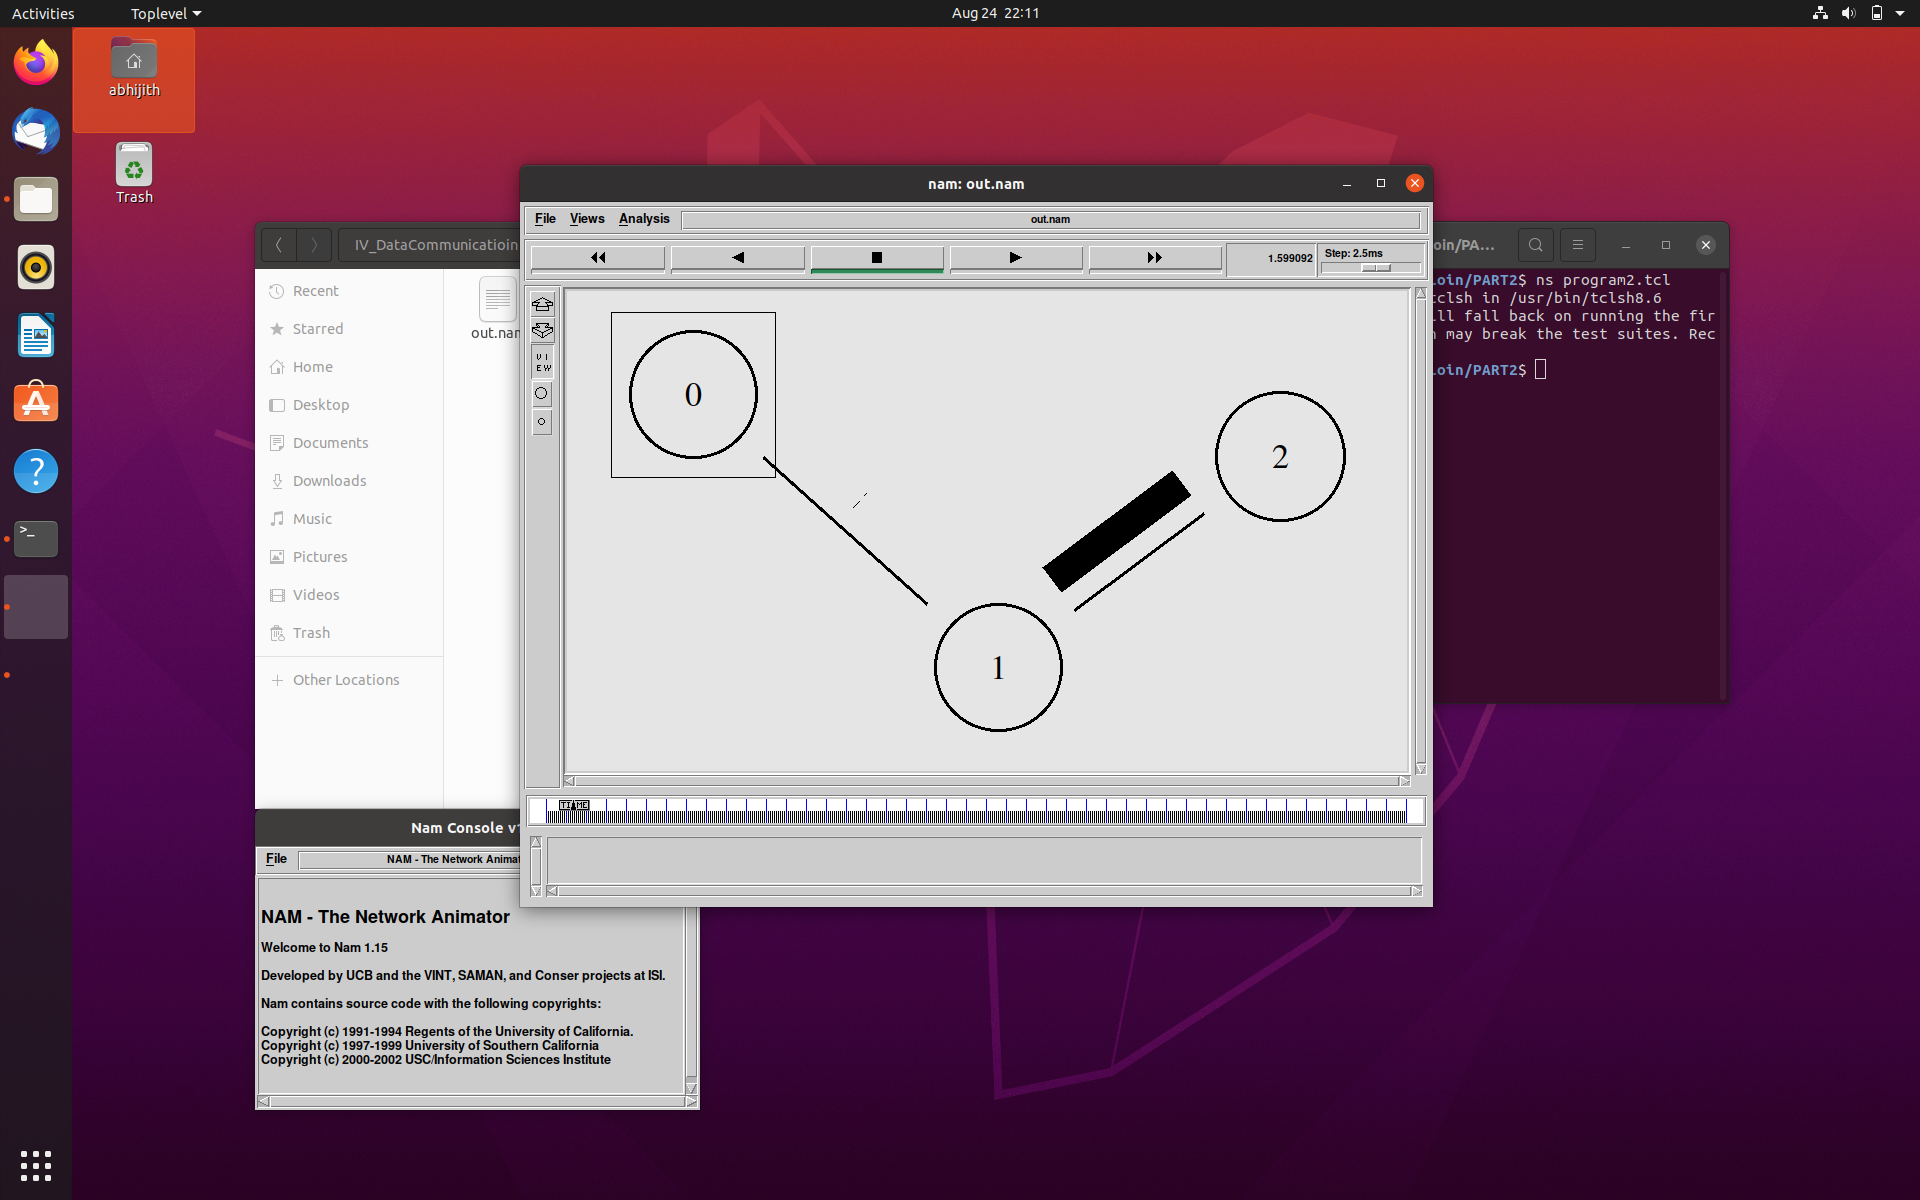 Activities
Toplevel
Aug 24 22:11
abhijith
Trash
IV_DataCommunicatioin
Recent
Starred
Home
Desktop
Documents
Downloads
Music
Pictures
Videos
Trash
Other Locations
out.nam
nam: out.nam
File Views Analysis
out.nam
1.599092
Step: 2.5ms
VI
EW
0
1
2
TIME
oin/PA...
oin/PART2$ ns program2.tcl
tclsh in /usr/bin/tclsh8.6
ll fall back on running the fir
may break the test suites. Rec
oin/PART2$
Nam Console
File
NAM - The Network Animat
NAM - The Network Animator
Welcome to Nam 1.15
Developed by UCB and the VINT, SAMAN, and Conser projects at ISI.
Nam contains source code with the following copyrights:
Copyright (c) 1991-1994 Regents of the University of California.
Copyright (c) 1997-1999 University of Southern California
Copyright (c) 2000-2002 USC/Information Sciences Institute